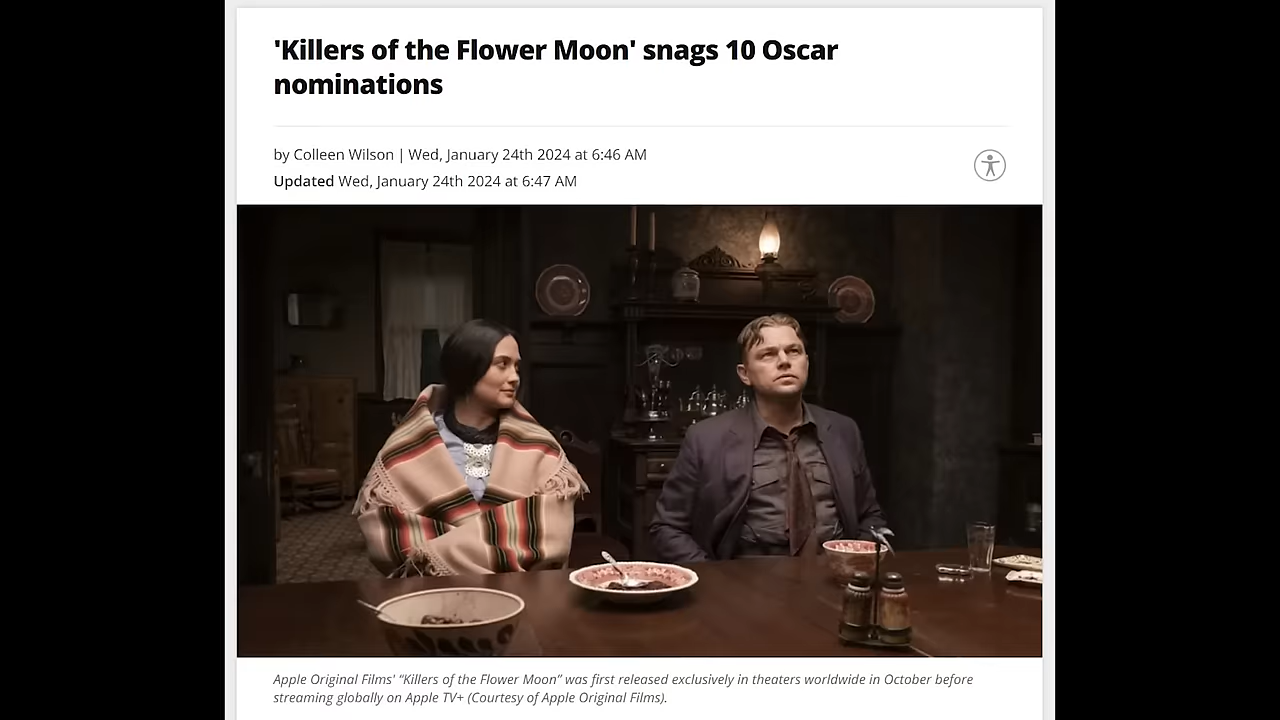 'Killers of the Flower Moon' snags 10 Oscar
nominations
by Colleen Wilson | Wed, January 24th 2024 at 6:46 AM
Updated Wed, January 24th 2024 at 6:47 AM
Apple Original Films' “Killers of the Flower Moon” was first released exclusively in theaters worldwide in October before
streaming globally on Apple TV+ (Courtesy of Apple Original Films).